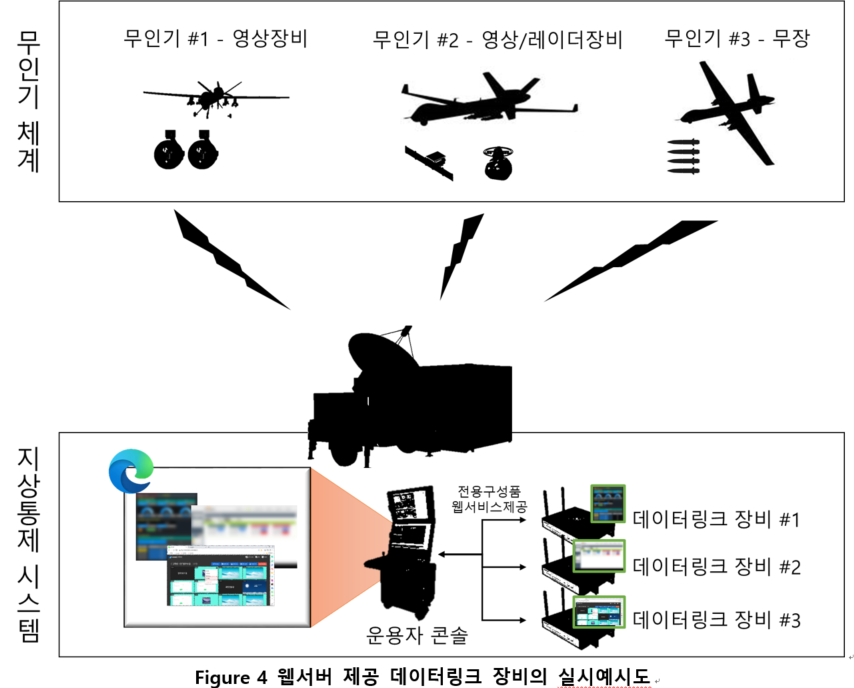 무인기 체계
무인기 #1 - 영상장비
무인기 #2 - 영상/레이더장비
무인기 #3 - 무장
지상통제 시스템
전용구성품
웹서비스제공
데이터링크 장비 #1
데이터링크 장비 #2
데이터링크 장비 #3
운용자 콘솔
Figure 4 웹서버 제공 데이터링크 장비의 실시예시도